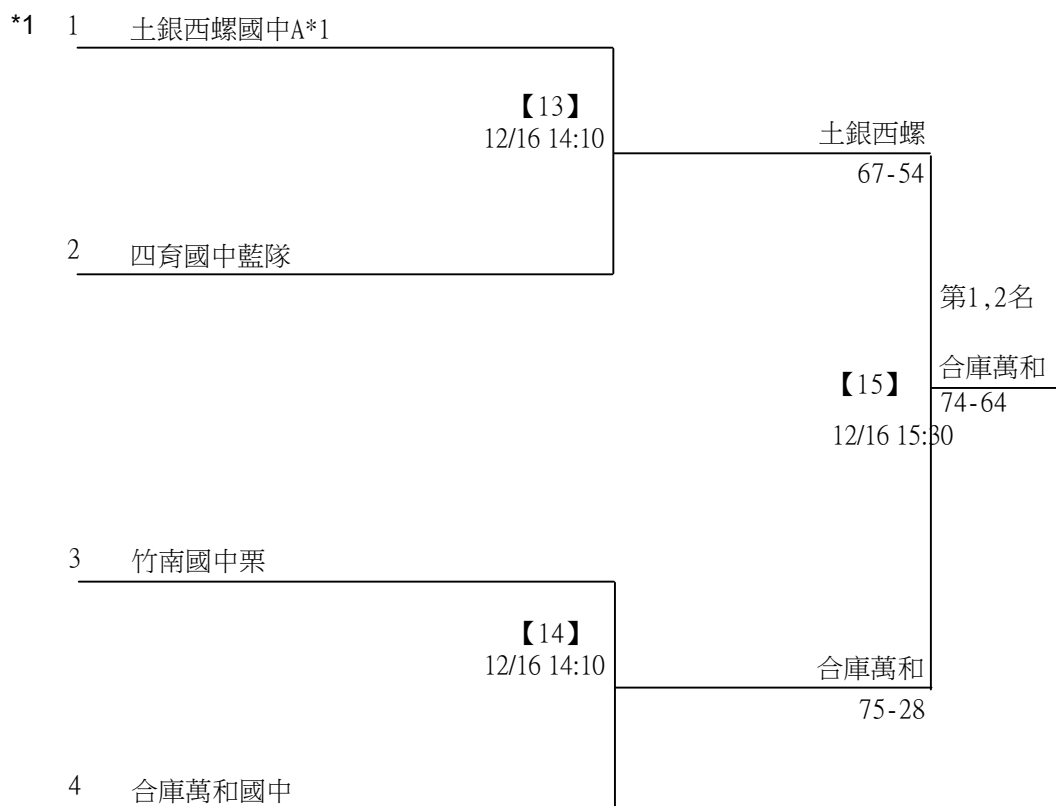 *1 1 土銀西螺國中A*1
【13】
12/16 14:10
土銀西螺
67-54
2 四育國中藍隊
第1,2名
合庫萬和
【15】
74-64
12/16 15:30
3 竹南國中栗
【14】
12/16 14:10
合庫萬和
75-28
4 合庫萬和國中